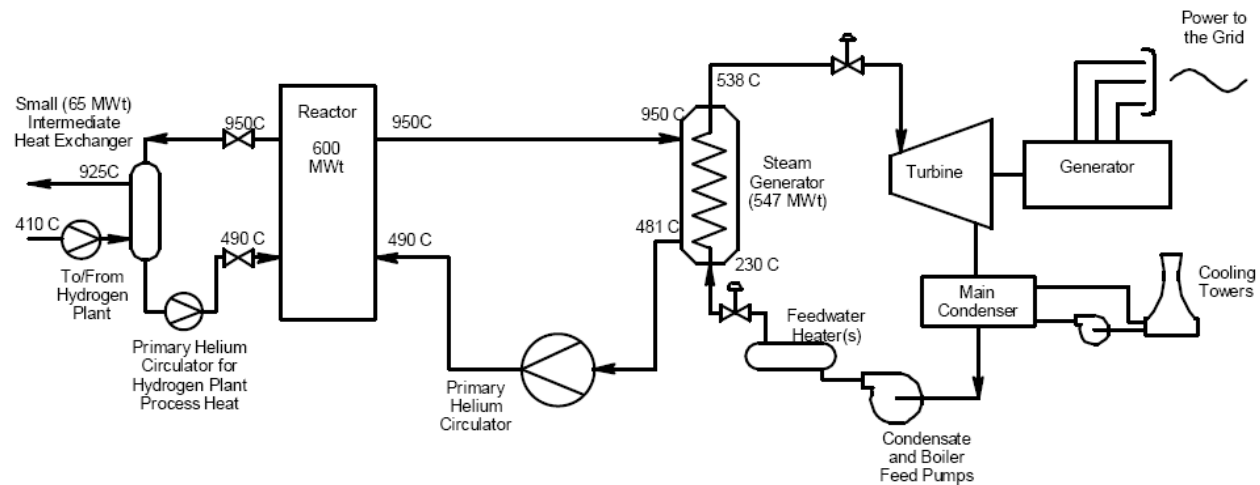 Power to
the Grid
538 C
Small (65 MWt)
Intermediate
Heat Exchanger
950C
Reactor
600
MWt
950C
950 C
925C
Steam
Generator
(547 MWt)
Turbine
Generator
410 C
490 C
490 C
481 C
230 C
To/From
Hydrogen
Plant
Main
Condenser
Cooling
Towers
Feedwater
Heater(s)
Primary Helium
Circulator for
Hydrogen Plant
Process Heat
Primary
Helium
Circulator
Condensate
and Boiler
Feed Pumps